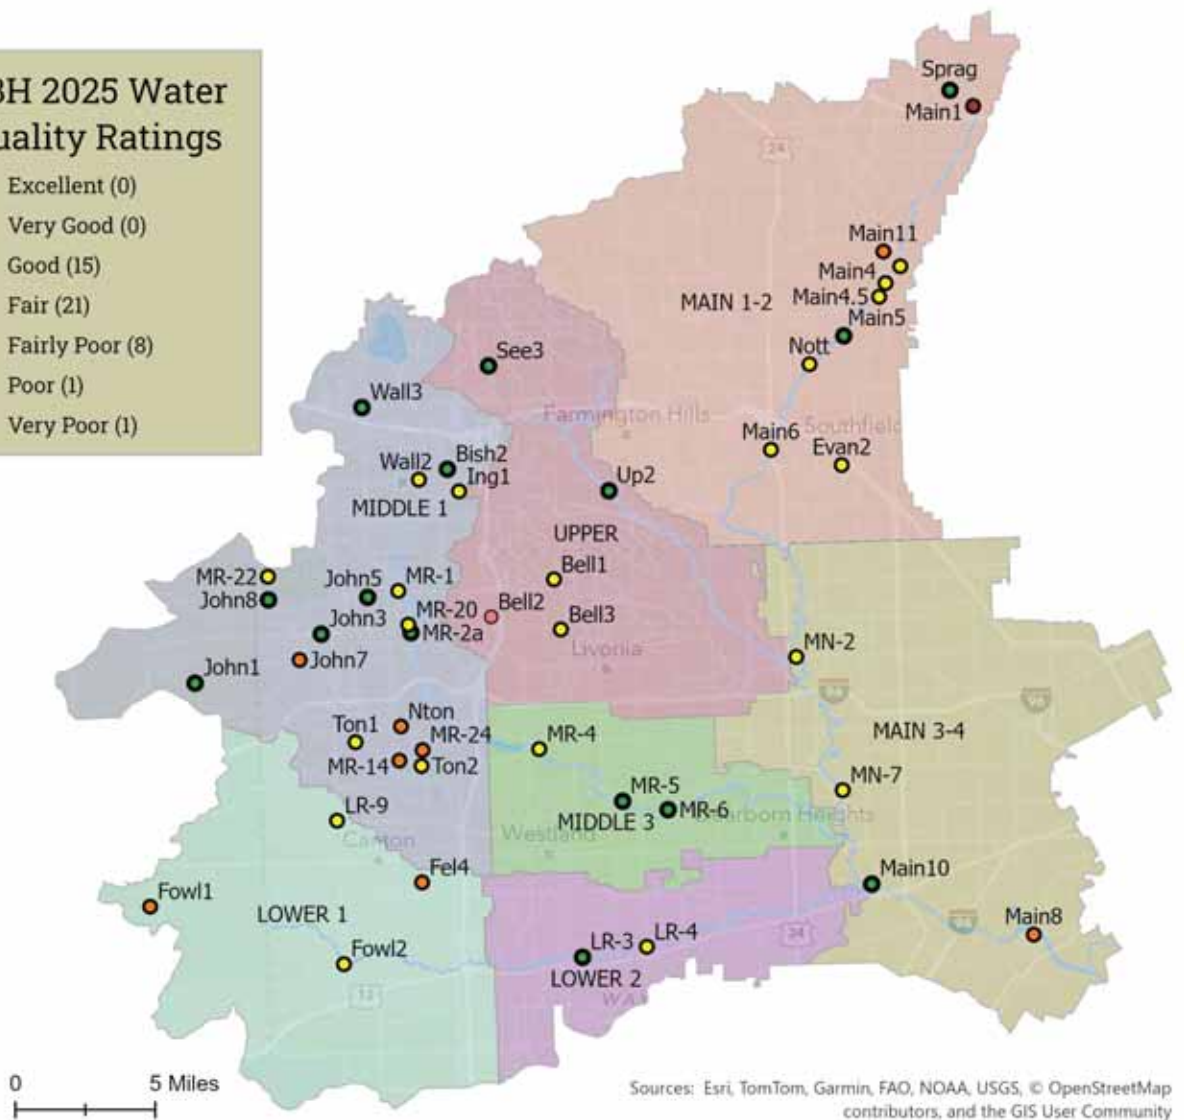 BH 2025 Water
uality Ratings
Excellent (0)
Very Good (0)
Good (15)
Fair (21)
Fairly Poor (8)
Poor (1)
Very Poor (1)
Sprag
Main1
24
Main11
Main4
MAIN 1-2
Main4.5
Main5
Nott
See3
Wall3
Farmington Hills
Southfield
Main6
Evan2
Wall2
Bish2
Ing1
Up2
MIDDLE 1
UPPER
Bell1
MR-22
John5
MR-1
John8
Bell2
MR-20
Bell3
John3
MR-2a
Livonia
MN-2
John7
John1
96
Nton
Ton1
MR-24
MR-4
MAIN 3-4
MR-14
Ton2
MR-5
MN-7
LR-9
MR-6
MIDDLE 3
Dearborn Heights
Westland
Canton
Fel4
Main10
Fowl1
LOWER 1
Main8
LR-4
LR-3
24
Fowl2
LOWER 2
12
0 5 Miles
Sources: Esri, TomTom, Garmin, FAO, NOAA, USGS, © OpenStreetMap
contributors, and the GIS User Community